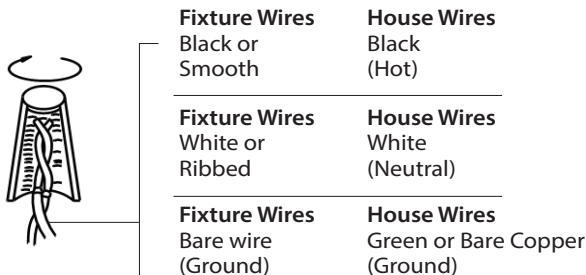 Fixture Wires House Wires
Black or Black
Smooth (Hot)
Fixture Wires House Wires
White or White
Ribbed (Neutral)
Fixture Wires House Wires
Bare wire Green or Bare Copper
(Ground) (Ground)